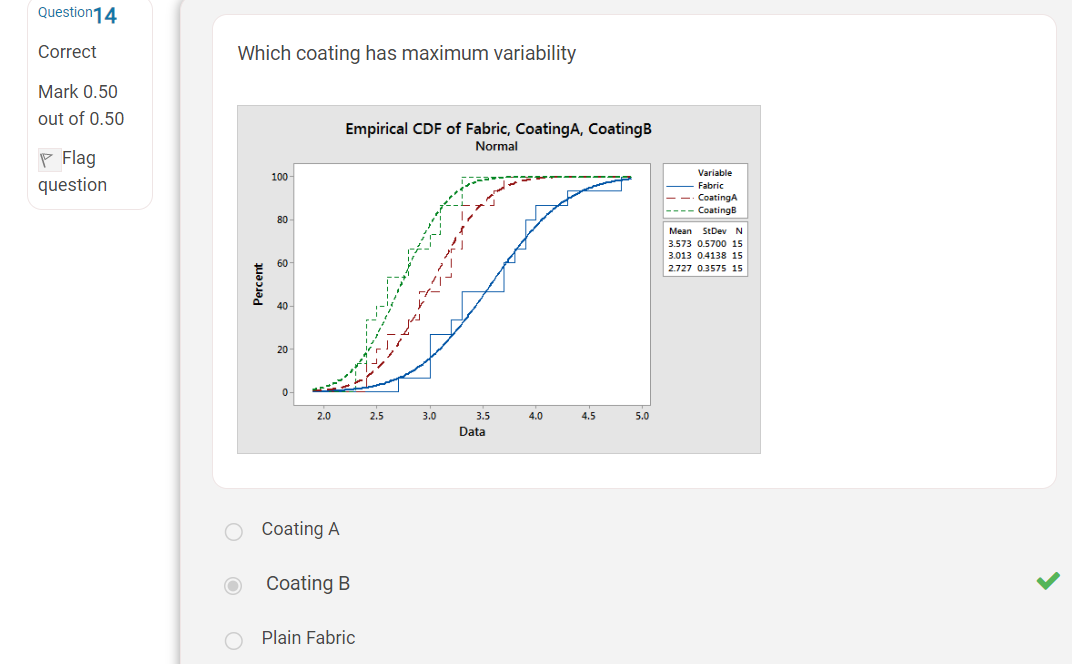 Question14
Correct
Mark 0.50
out of 0.50
Flag
question
Which coating has maximum variability
Empirical CDF of Fabric, CoatingA, CoatingB
Normal
100
80
60
40
20
0
Percent
2.0 2.5 3.0 3.5 4.0 4.5 5.0
Data
Variable
Fabric
CoatingA
CoatingB
Mean StDev N
3.573 0.5700 15
3.013 0.4138 15
2.727 0.3575 15
Coating A
Coating B
Plain Fabric